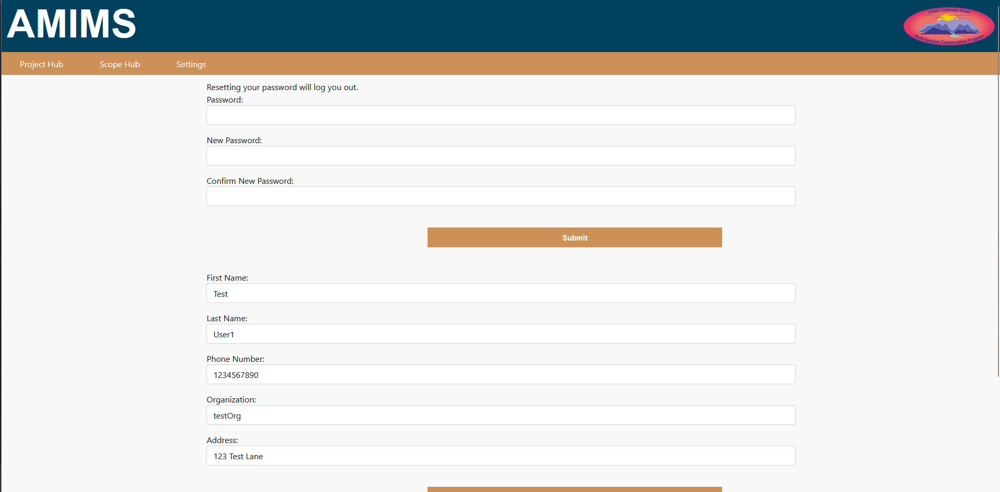 AMIMS
Lower Colorado River
Multi-Species Conservation Program
Project Hub
Scope Hub
Settings
Resetting your password will log you out.
Password:
New Password:
Confirm New Password:
Submit
First Name:
Test
Last Name:
User1
Phone Number:
1234567890
Organization:
testOrg
Address:
123 Test Lane